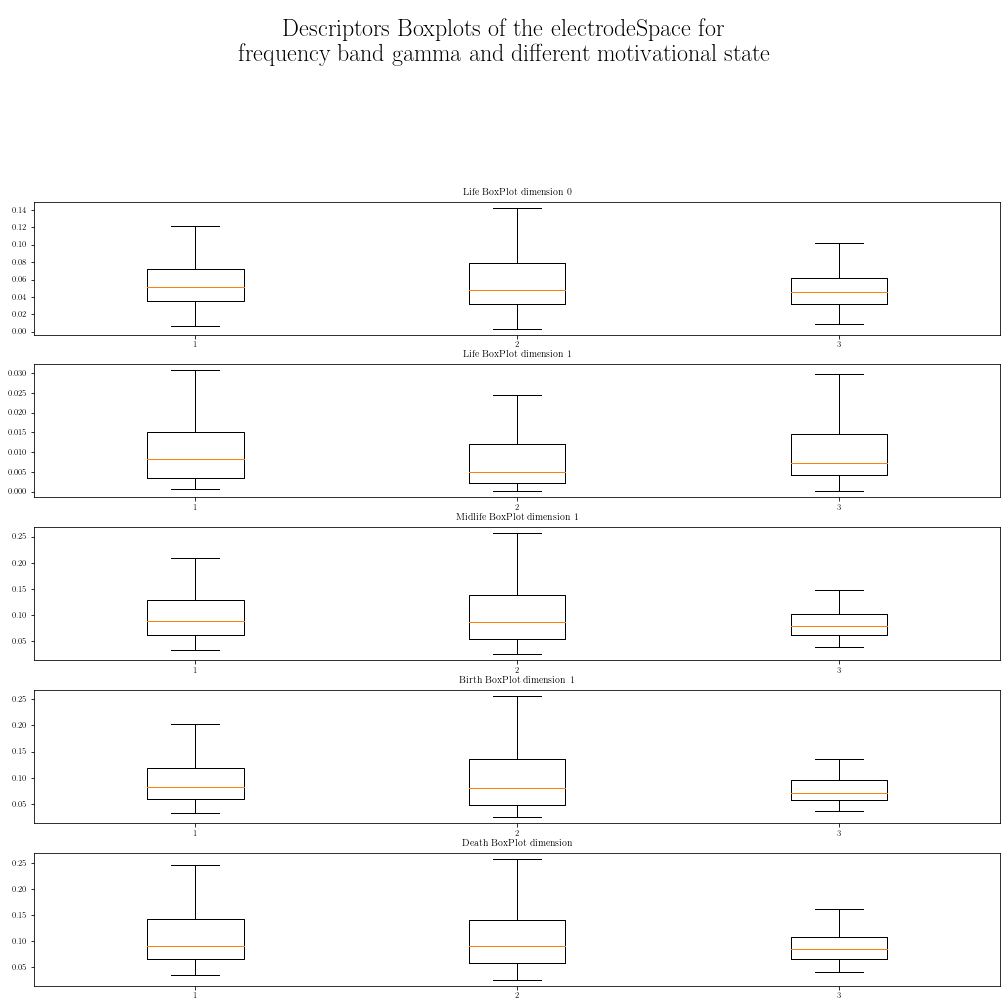 Descriptors Boxplots of the electrodeSpace for
frequency band gamma and different motivational state
Life BoxPlot dimension 0
0.14
0.12
0.10
0.08
0.06
0.04
0.02
0.00
1 2 3
Life BoxPlot dimension 1
0.030
0.025
0.020
0.015
0.010
0.005
0.000
1 2 3
Midlife BoxPlot dimension 1
0.25
0.20
0.15
0.10
0.05
1 2 3
Birth BoxPlot dimension 1
0.25
0.20
0.15
0.10
0.05
1 2 3
Death BoxPlot dimension
0.25
0.20
0.15
0.10
0.05
1 2 3